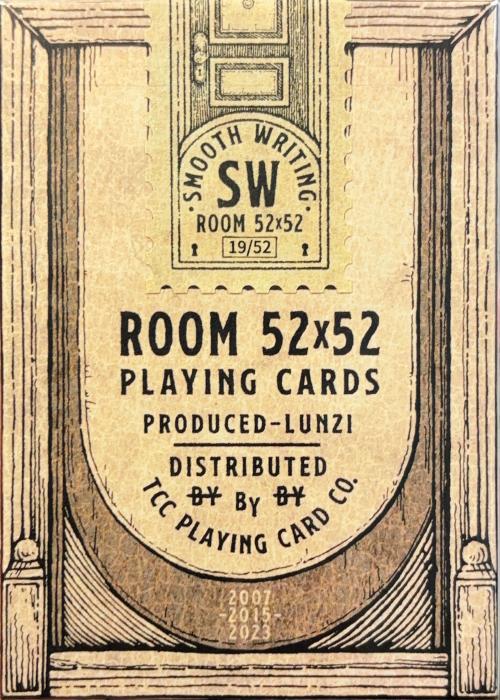 ·SMOOTH WRITING·
SW
ROOM 52x52
19/52
ROOM 52x52
PLAYING CARDS
PRODUCED-LUNZI
DISTRIBUTED
BY By BY
TCC PLAYING CARD CO.
2007
-2015-
2023